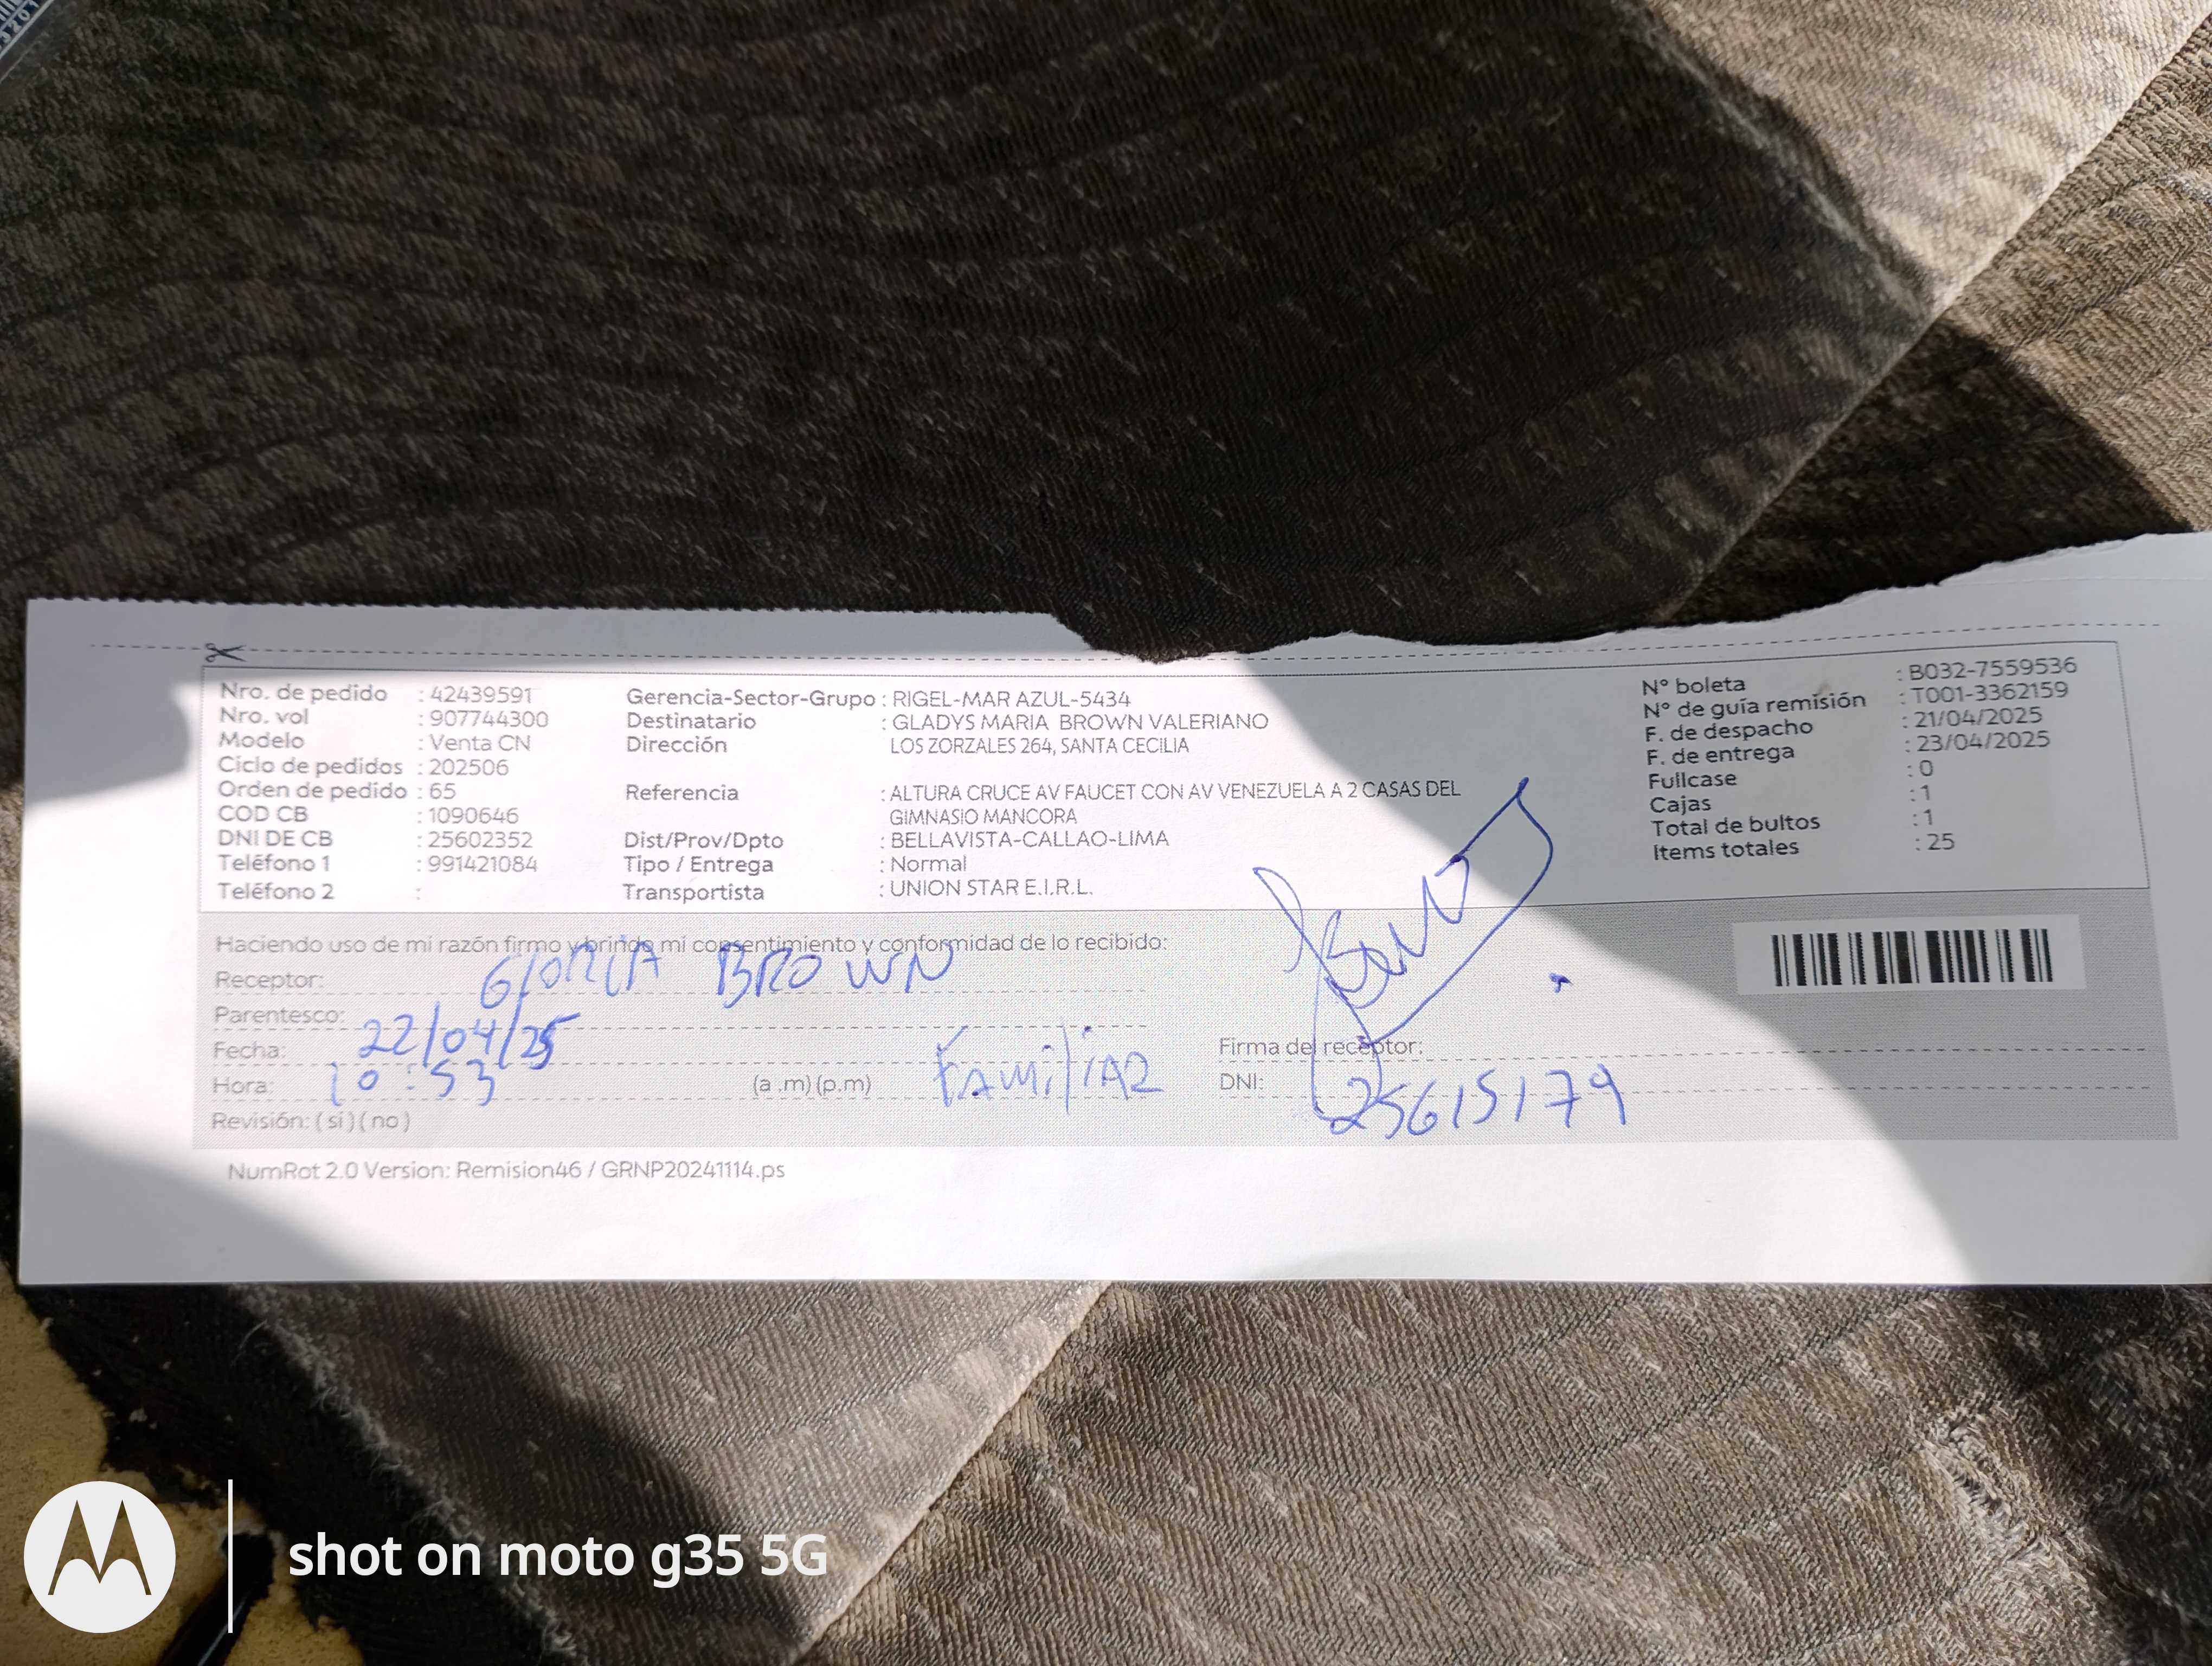 Nro. de pedido : 42439591
Nro. vol : 907744300
Modelo : Venta CN
Ciclo de pedidos : 202506
Orden de pedido : 65
COD CB : 1090646
DNI DE CB : 25602352
Teléfono 1 : 991421084
Teléfono 2 :
Gerencia-Sector-Grupo : RIGEL-MAR AZUL-5434
Destinatario : GLADYS MARIA BROWN VALERIANO
Dirección LOS ZORZALES 264, SANTA CECILIA
Referencia : ALTURA CRUCE AV FAUCET CON AV VENEZUELA A 2 CASAS DEL
GIMNASIO MANCORA
Dist/Prov/Dpto : BELLAVISTA-CALLAO-LIMA
Tipo / Entrega : Normal
Transportista : UNION STAR E.I.R.L.
N° boleta : B032-7559536
N° de guía remisión : T001-3362159
F. de despacho : 21/04/2025
F. de entrega : 23/04/2025
Fullcase : 0
Cajas : 1
Total de bultos : 1
Items totales : 25
Haciendo uso de mi razón firmo y brindo mi consentimiento y conformidad de lo recibido:
Receptor: GLORIA BROWN
Parentesco:
Fecha: 22/04/25
Hora: 10:53 (a .m) (p.m) FAMILIAR
Revisión: ( si ) ( no )
Firma del receptor:
DNI: 25615179
NumRot 2.0 Version: Remision46 / GRNP20241114.ps
shot on moto g35 5G